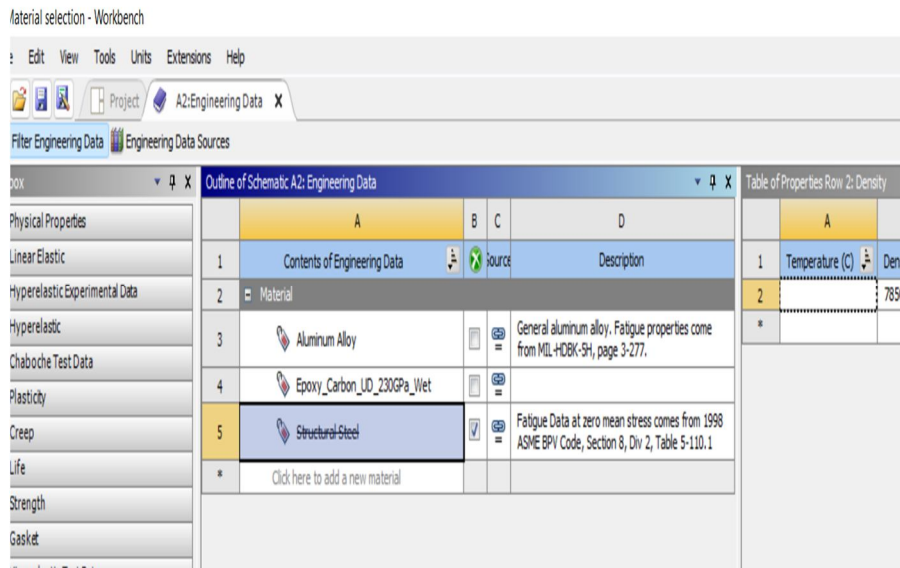 Material selection - Workbench
Edit View Tools Units Extensions Help
Project A2:Engineering Data X
Filter Engineering Data Engineering Data Sources
Outline of Schematic A2: Engineering Data
Table of Properties Row 2: Density
A B C D
A
1 Contents of Engineering Data Source Description
1 Temperature (C)
2 Material
2
3 Aluminum Alloy General aluminum alloy. Fatigue properties come
from MIL-HDBK-5H, page 3-277.
*
4 Epoxy_Carbon_UD_230GPa_Wet
5 Structural Steel Fatigue Data at zero mean stress comes from 1998
ASME BPV Code, Section 8, Div 2, Table 5-110.1
* Click here to add a new material
Physical Properties
Linear Elastic
Hyperelastic Experimental Data
Hyperelastic
Chaboche Test Data
Plasticity
Creep
Life
Strength
Gasket